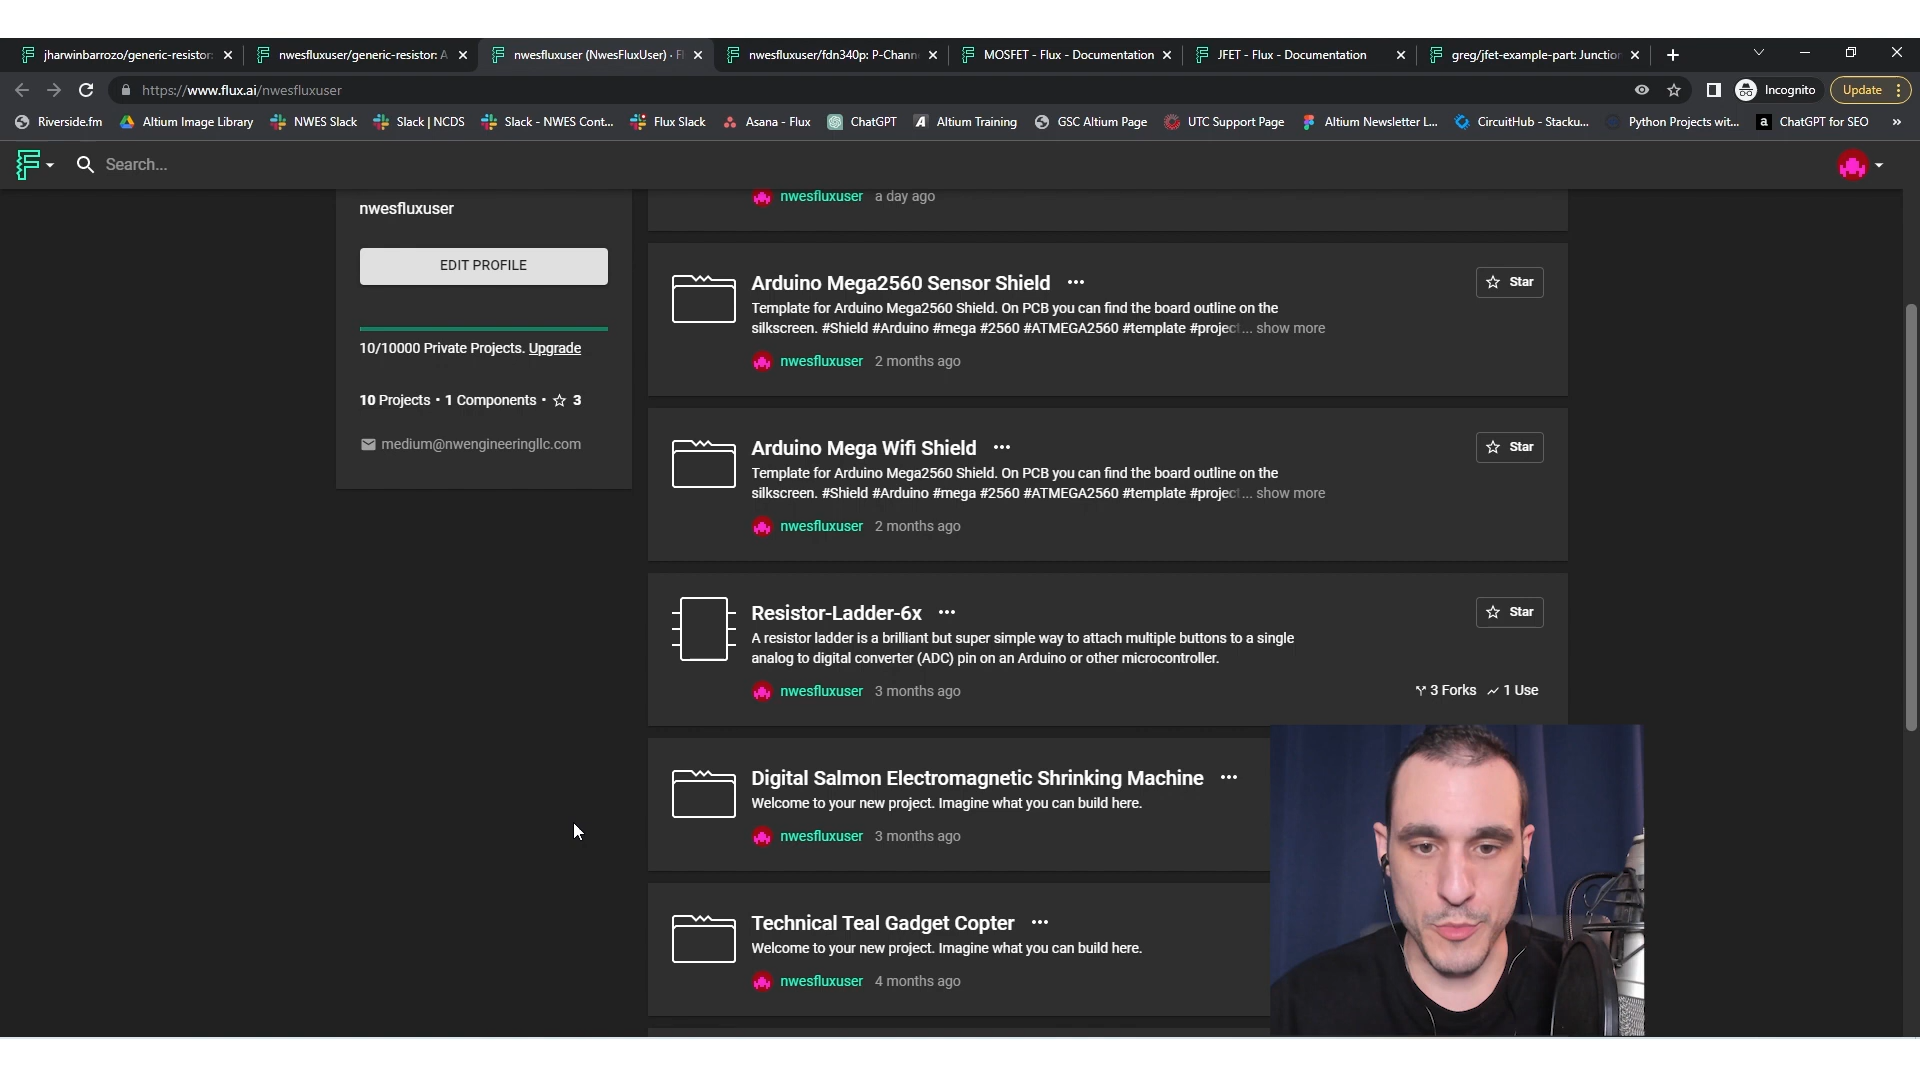 jharwinbarrozo/generic-resistor:
nwesfluxuser/generic-resistor: A
nwesfluxuser (NwesFluxUser) · Fl
nwesfluxuser/fdn340p: P-Chann
MOSFET - Flux - Documentation
JFET - Flux - Documentation
greg/jfet-example-part: Junction
https://www.flux.ai/nwesfluxuser
Incognito
Update
Riverside.fm
Altium Image Library
NWES Slack
Slack | NCDS
Slack - NWES Cont...
Flux Slack
Asana - Flux
ChatGPT
Altium Training
GSC Altium Page
UTC Support Page
Altium Newsletter L...
CircuitHub - Stacku...
Python Projects wit...
ChatGPT for SEO
Search...
nwesfluxuser
EDIT PROFILE
10/10000 Private Projects. Upgrade
10 Projects • 1 Components • 3
medium@nwengineeringllc.com
nwesfluxuser a day ago
Arduino Mega2560 Sensor Shield
Star
Template for Arduino Mega2560 Shield. On PCB you can find the board outline on the
silkscreen. #Shield #Arduino #mega #2560 #ATMEGA2560 #template #project... show more
nwesfluxuser 2 months ago
Arduino Mega Wifi Shield
Star
Template for Arduino Mega2560 Shield. On PCB you can find the board outline on the
silkscreen. #Shield #Arduino #mega #2560 #ATMEGA2560 #template #project... show more
nwesfluxuser 2 months ago
Resistor-Ladder-6x
Star
A resistor ladder is a brilliant but super simple way to attach multiple buttons to a single
analog to digital converter (ADC) pin on an Arduino or other microcontroller.
nwesfluxuser 3 months ago
3 Forks 1 Use
Digital Salmon Electromagnetic Shrinking Machine
Welcome to your new project. Imagine what you can build here.
nwesfluxuser 3 months ago
Technical Teal Gadget Copter
Welcome to your new project. Imagine what you can build here.
nwesfluxuser 4 months ago